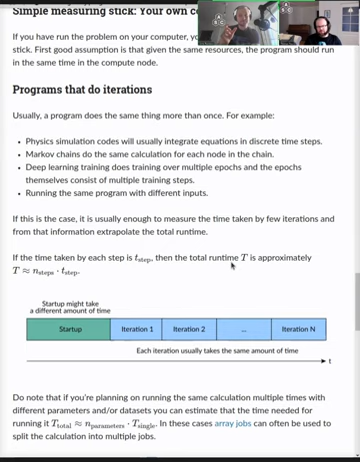 Simple measuring stick: Your own c
If you have run the problem on your computer, yo
stick. First good assumption is that given the same resources, the program should run
in the same time in the compute node.
Programs that do iterations
Usually, a program does the same thing more than once. For example:
• Physics simulation codes will usually integrate equations in discrete time steps.
• Markov chains do the same calculation for each node in the chain.
• Deep learning training does training over multiple epochs and the epochs
themselves consist of multiple training steps.
• Running the same program with different inputs.
If this is the case, it is usually enough to measure the time taken by few iterations and
from that information extrapolate the total runtime.
If the time taken by each step is t_step, then the total runtime T is approximately
T ≈ n_steps · t_step.
Startup might take
a different amount of time
Startup Iteration 1 Iteration 2 ... Iteration N
Each iteration usually takes the same amount of time
t
Do note that if you're planning on running the same calculation multiple times with
different parameters and/or datasets you can estimate that the time needed for
running it T_total ≈ n_parameters · T_single. In these cases array jobs can often be used to
split the calculation into multiple jobs.